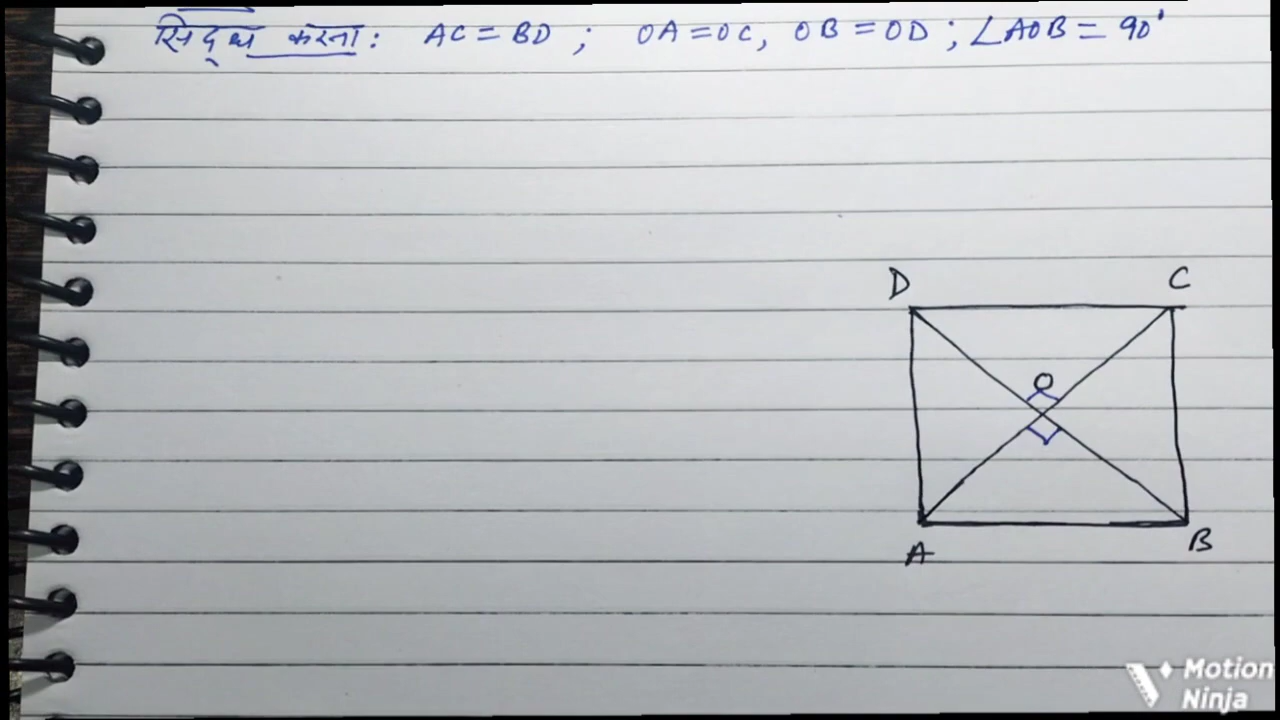 सिद्ध करना: AC = BD ; OA = OC, OB = OD ; ∠AOB = 90°
D C
O
A B
Motion
Ninja